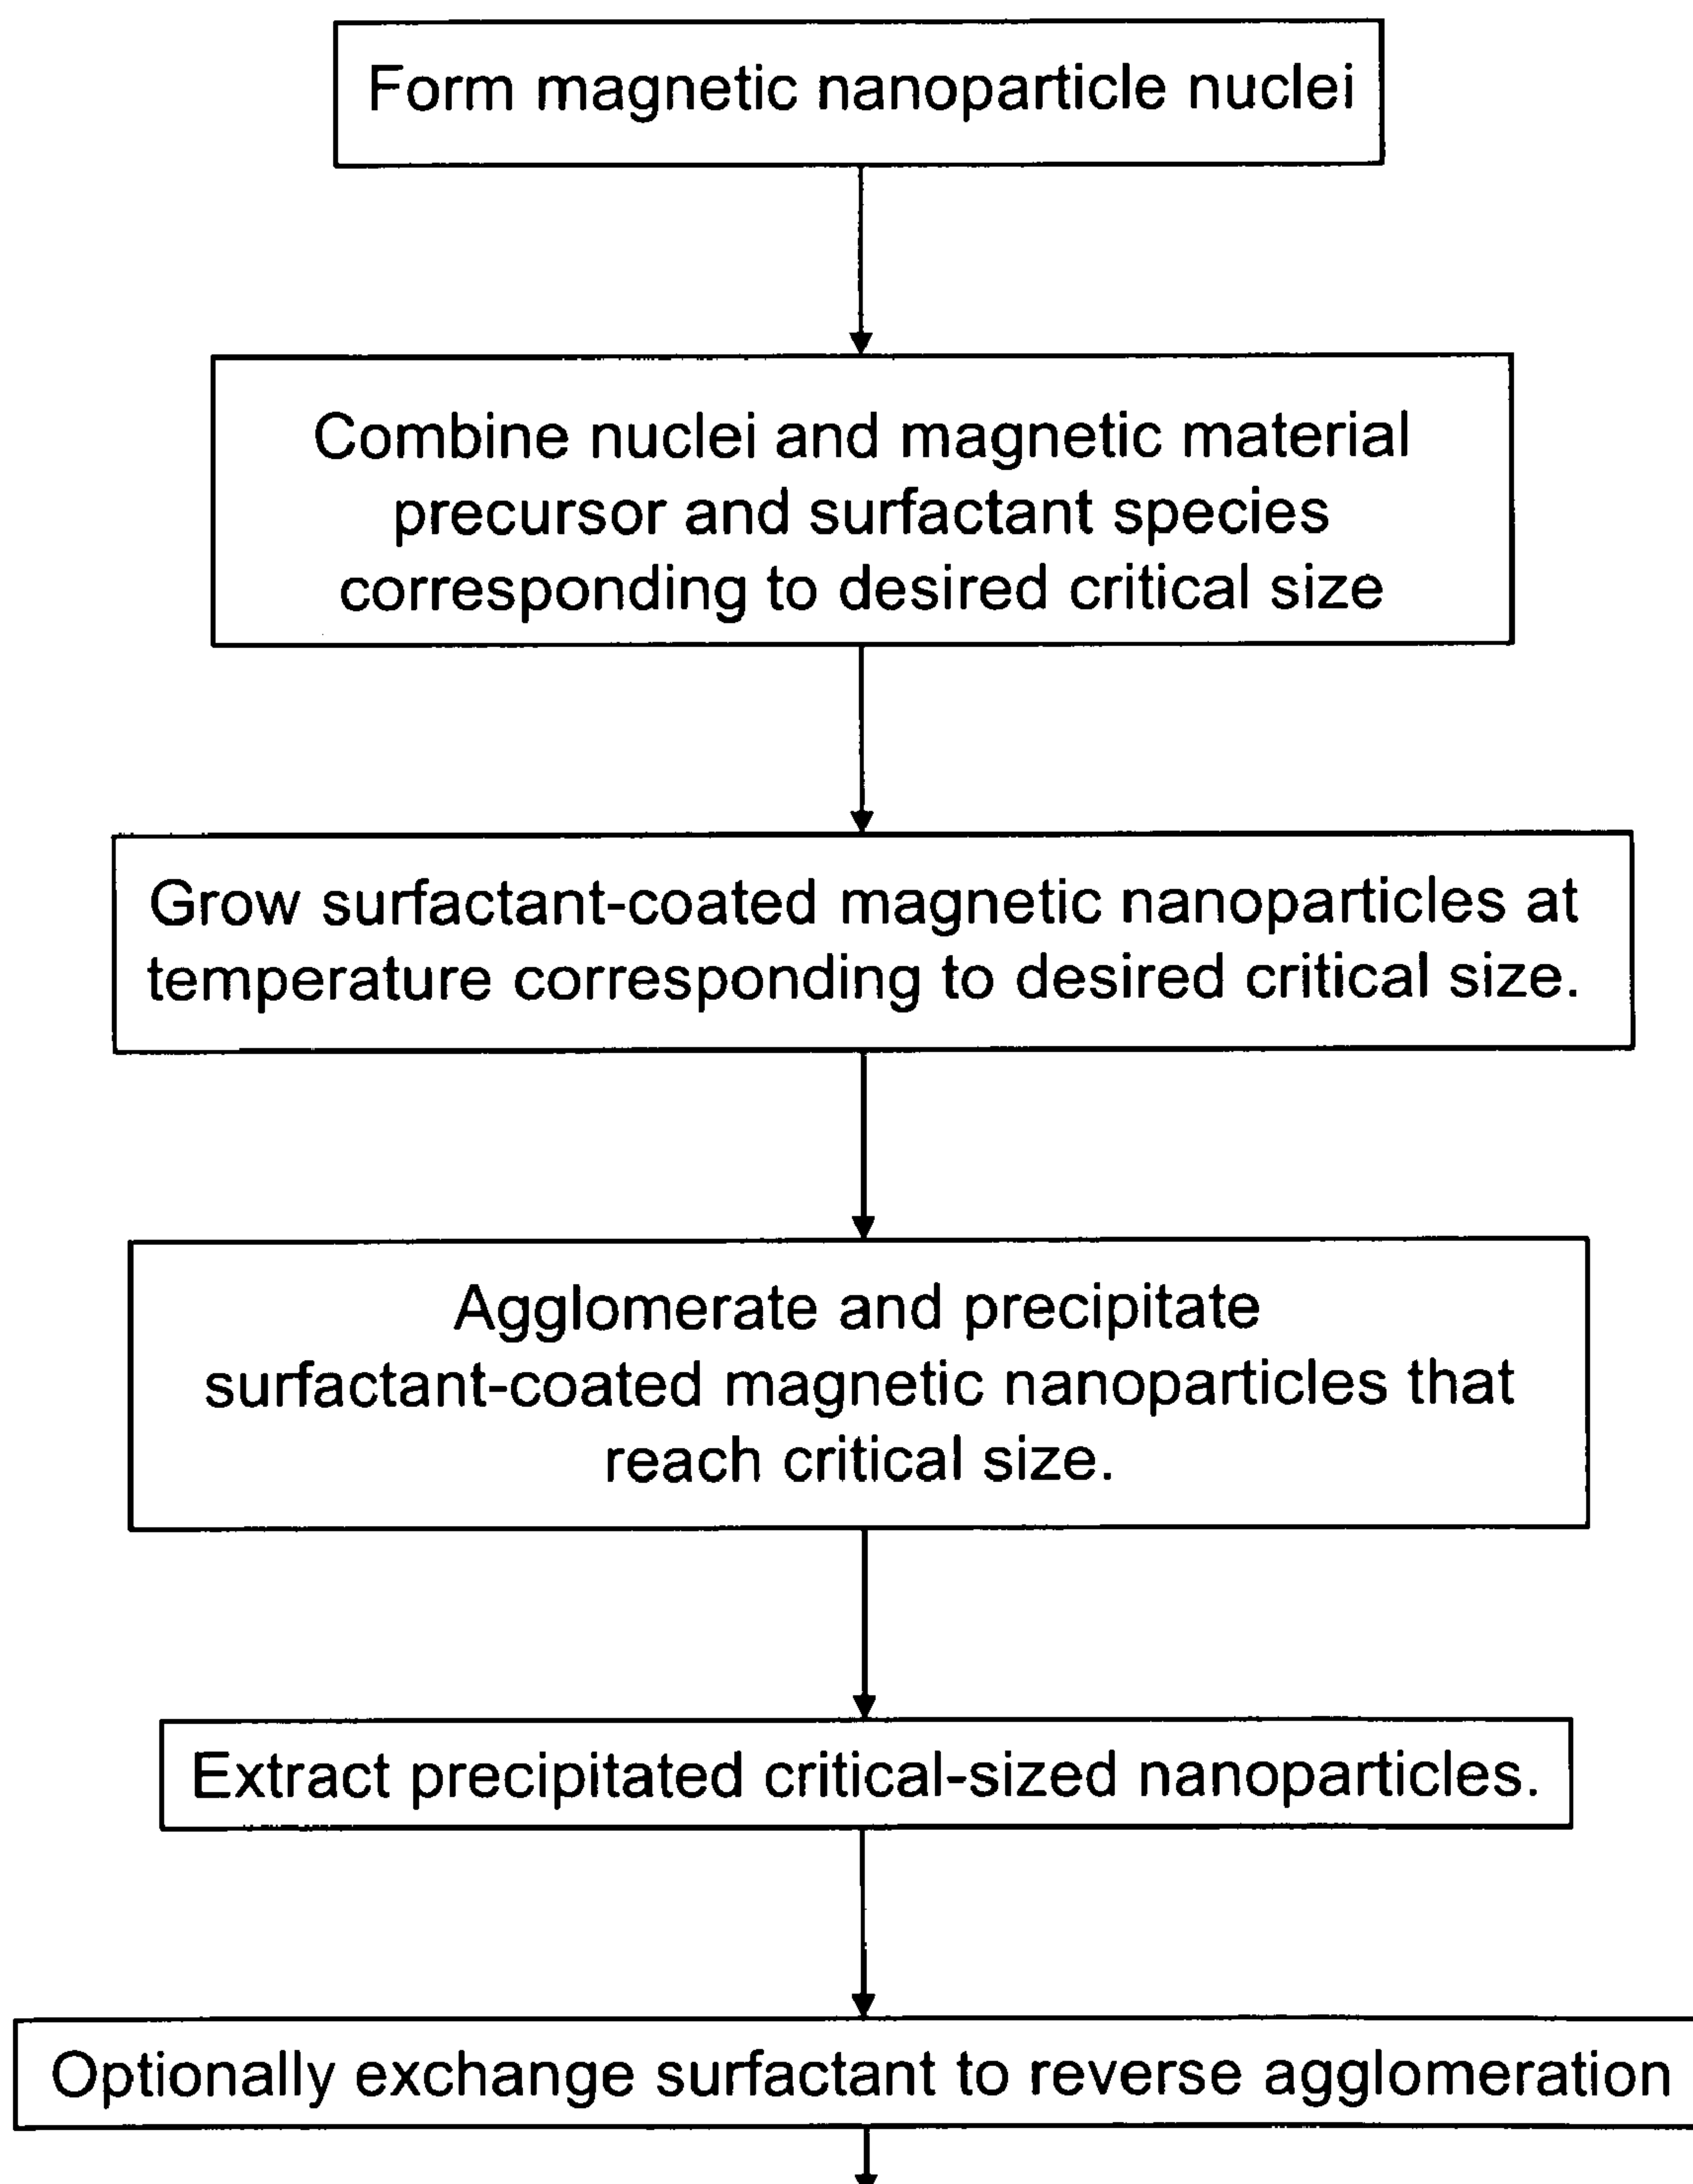 Form magnetic nanoparticle nuclei
Combine nuclei and magnetic material
precursor and surfactant species
corresponding to desired critical size
Grow surfactant-coated magnetic nanoparticles at
temperature corresponding to desired critical size.
Agglomerate and precipitate
surfactant-coated magnetic nanoparticles that
reach critical size.
Extract precipitated critical-sized nanoparticles.
Optionally exchange surfactant to reverse agglomeration